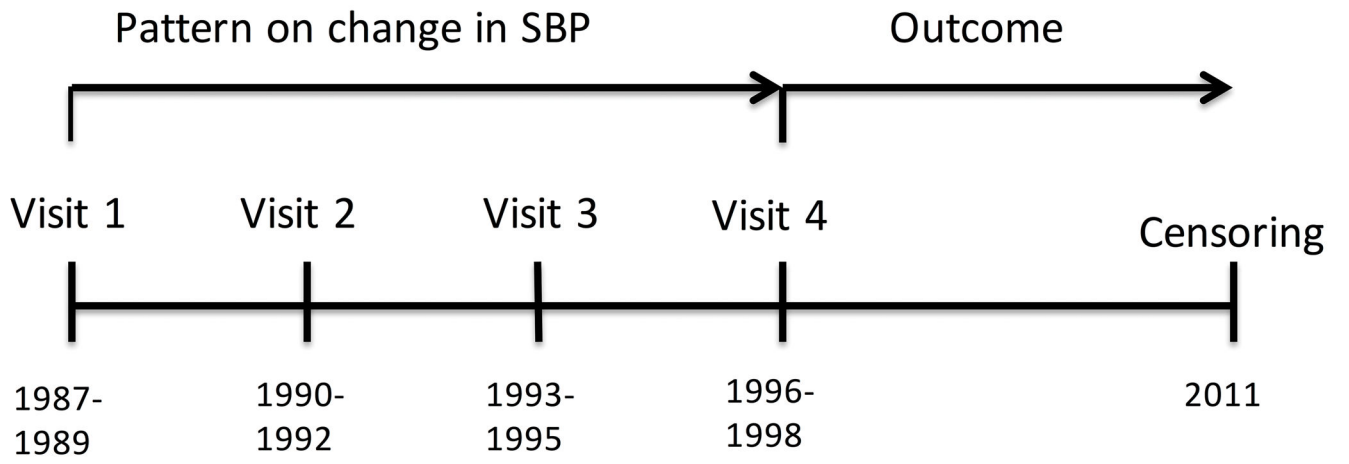 Pattern on change in SBP
Outcome
Visit 1
Visit 2
Visit 3
Visit 4
Censoring
1987-
1989
1990-
1992
1993-
1995
1996-
1998
2011